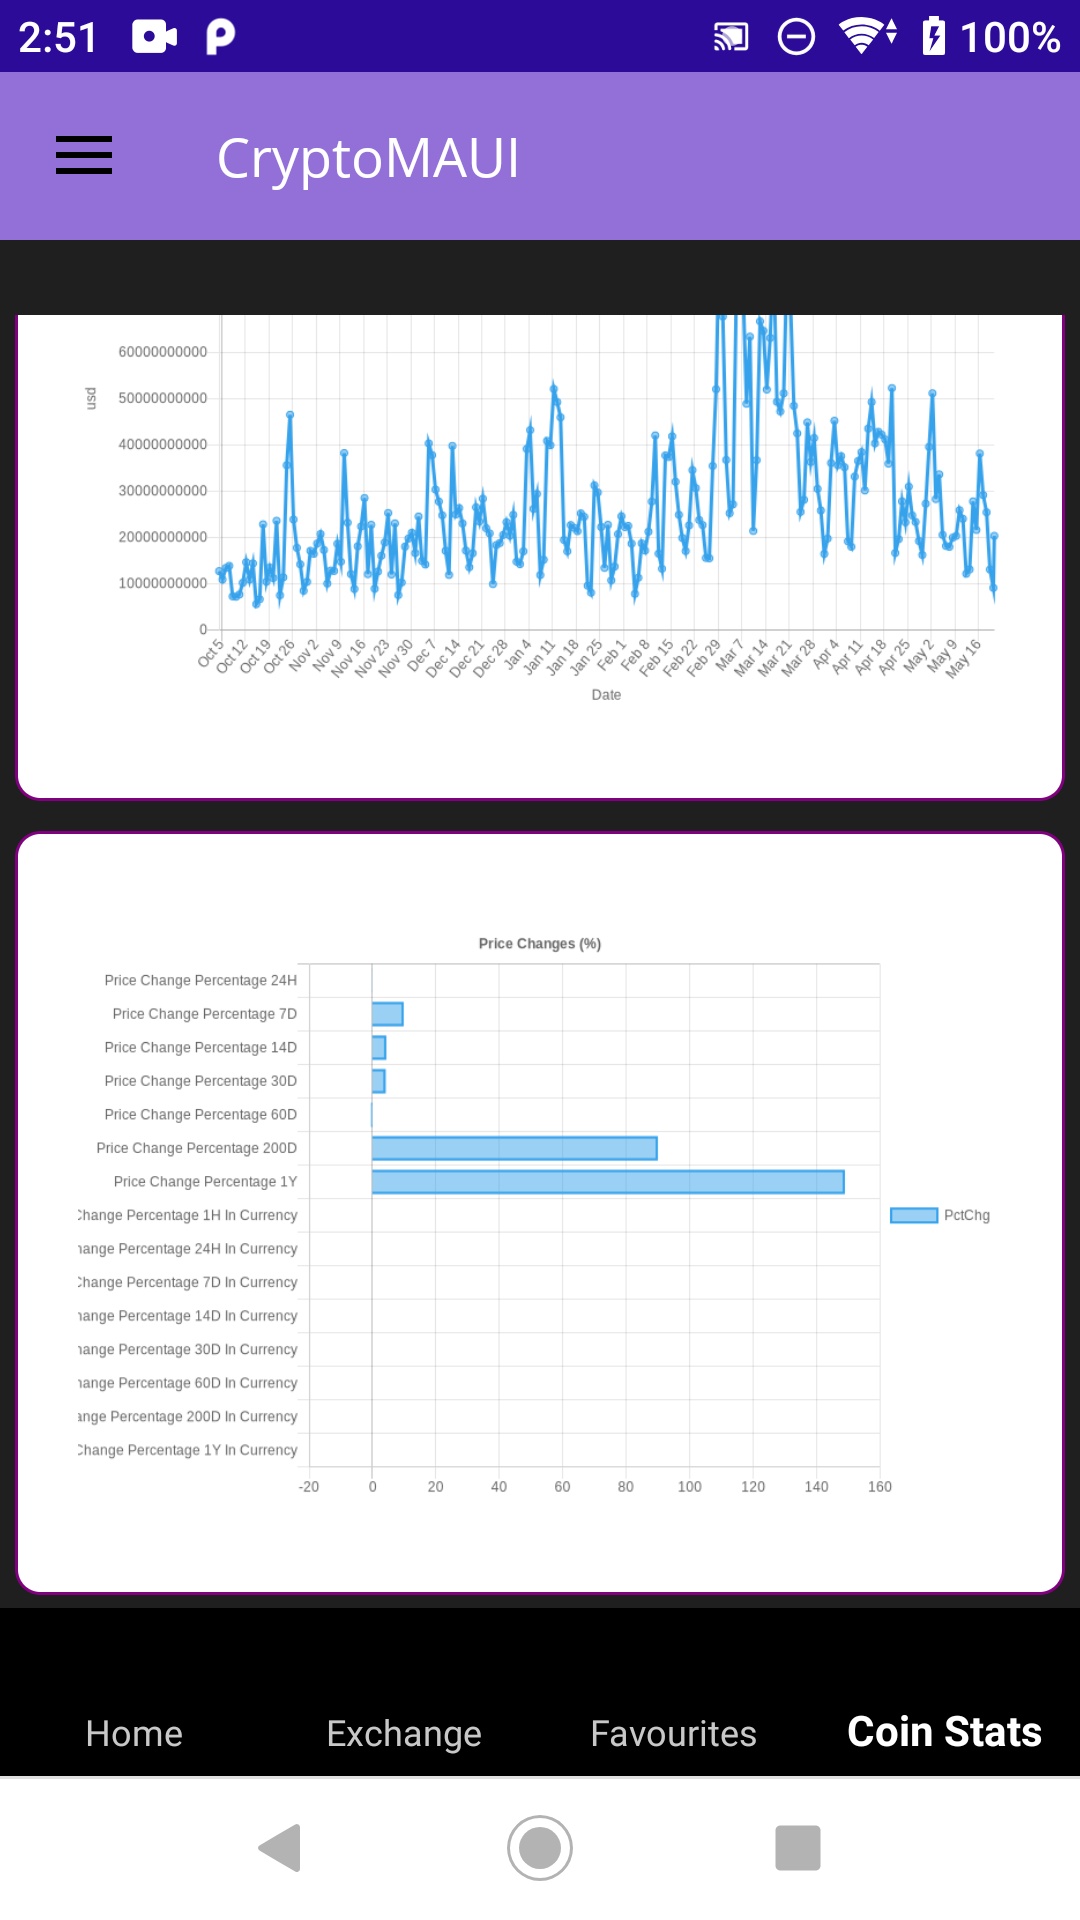 2:51 100%
CryptoMAUI
60000000000
50000000000
40000000000
30000000000
20000000000
10000000000
0
usd
Oct 5 Oct 12 Oct 19 Oct 26 Nov 2 Nov 9 Nov 16 Nov 23 Nov 30 Dec 7 Dec 14 Dec 21 Dec 28 Jan 4 Jan 11 Jan 18 Jan 25 Feb 1 Feb 8 Feb 15 Feb 22 Feb 29 Mar 7 Mar 14 Mar 21 Mar 28 Apr 4 Apr 11 Apr 18 Apr 25 May 2 May 9 May 16
Date
Price Changes (%)
Price Change Percentage 24H
Price Change Percentage 7D
Price Change Percentage 14D
Price Change Percentage 30D
Price Change Percentage 60D
Price Change Percentage 200D
Price Change Percentage 1Y
Change Percentage 1H In Currency
hange Percentage 24H In Currency
Change Percentage 7D In Currency
hange Percentage 14D In Currency
hange Percentage 30D In Currency
hange Percentage 60D In Currency
ange Percentage 200D In Currency
Change Percentage 1Y In Currency
PctChg
-20 0 20 40 60 80 100 120 140 160
Home Exchange Favourites Coin Stats